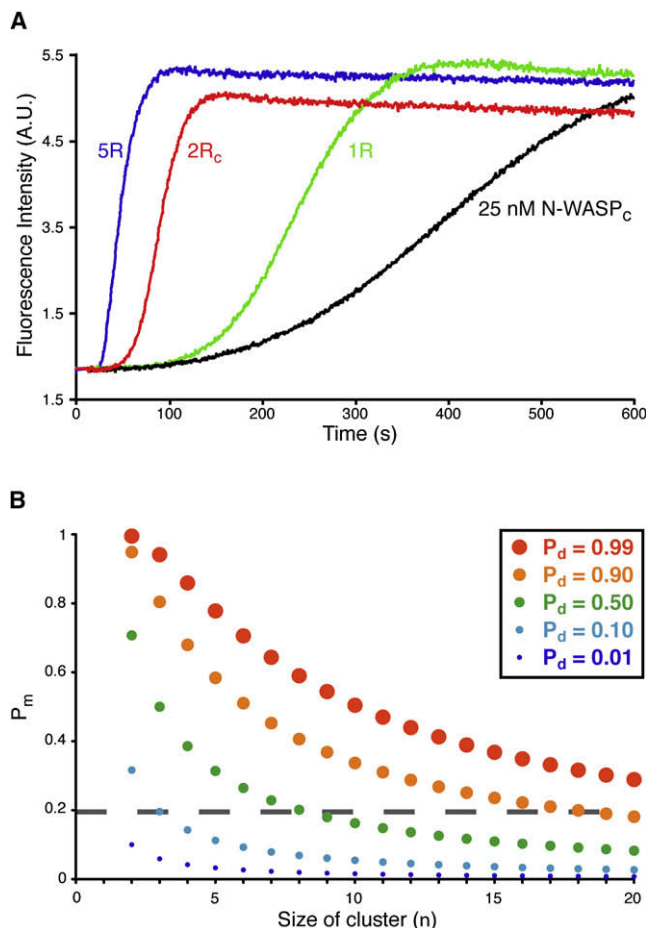 A
Fluorescence Intensity (A.U.)
5.5
4.5
3.5
1.5
1.5
5R
2Rc
1R
25 nM N-WASPc
0
100
200
300
400
500
600
Time (s)
B
Pm
1
0.8
0.6
0.4
0.2
0
Pd = 0.99
Pd = 0.90
Pd = 0.50
Pd = 0.10
Pd = 0.01
0
5
10
15
20
Size of cluster (n)